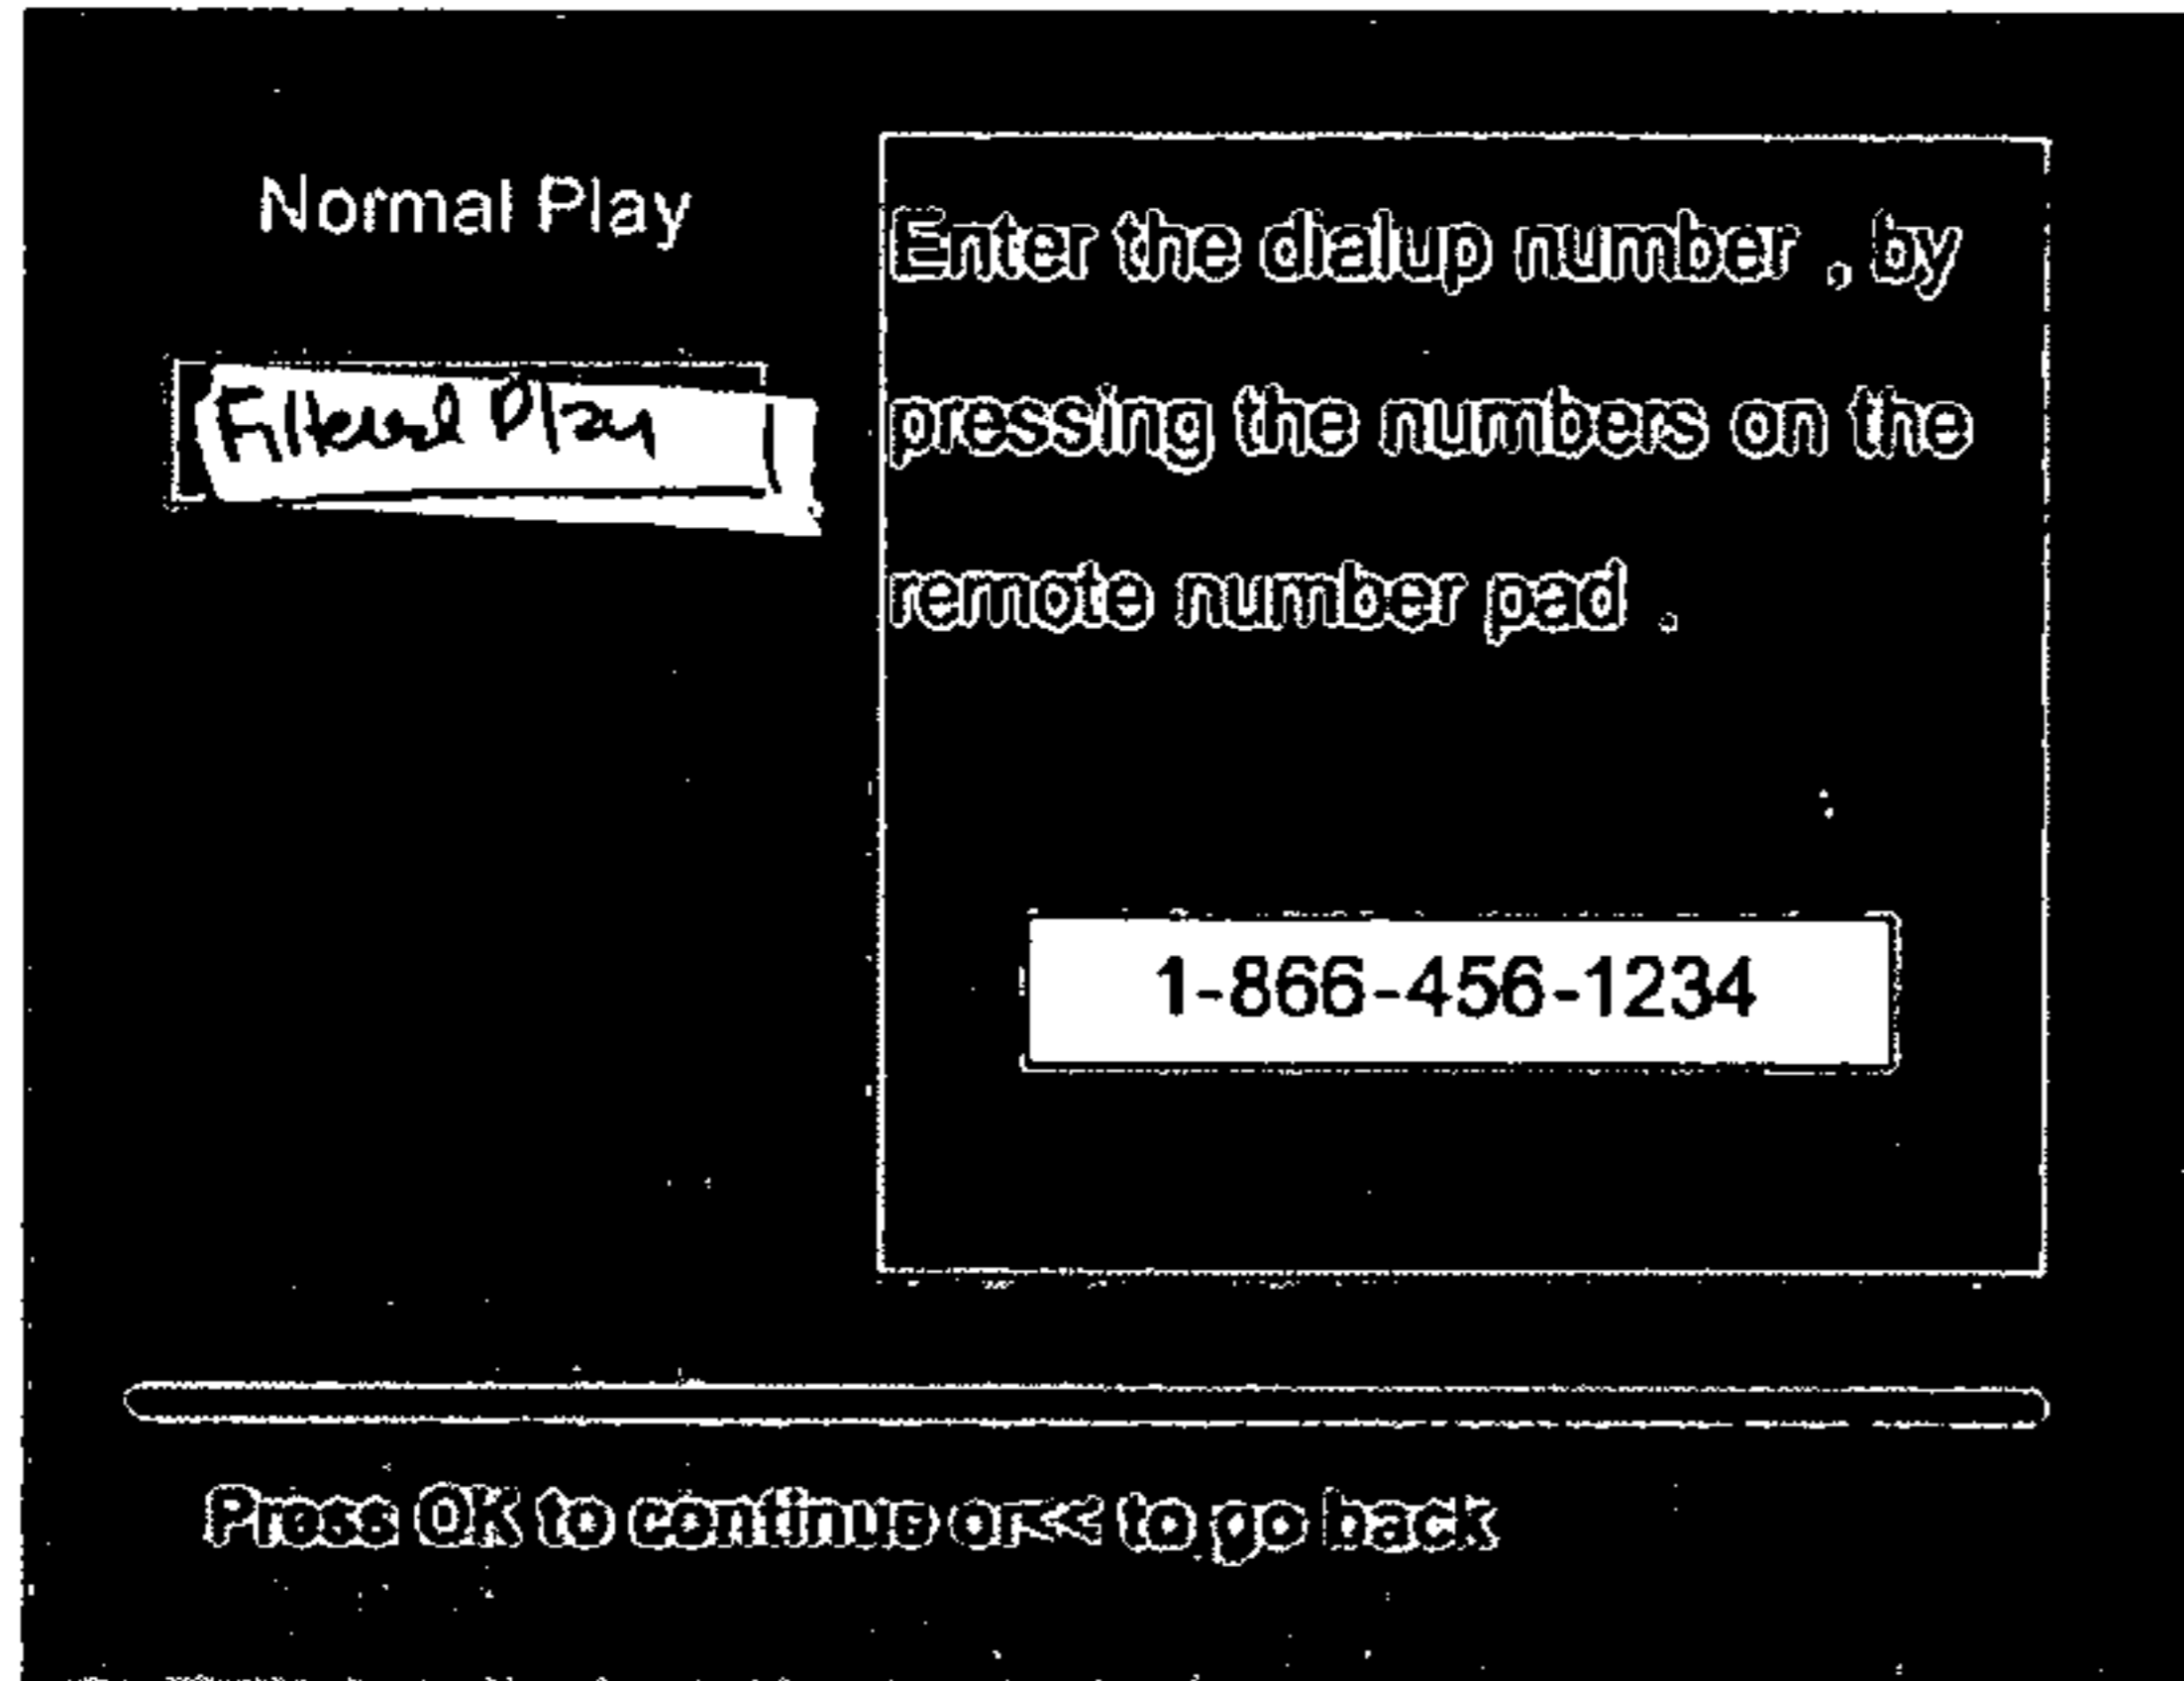 Normal Play
Filtered Play
Enter the dialup number , by
pressing the numbers on the
remote number pad .
1-866-456-1234
Press OK to continue or<< to go back